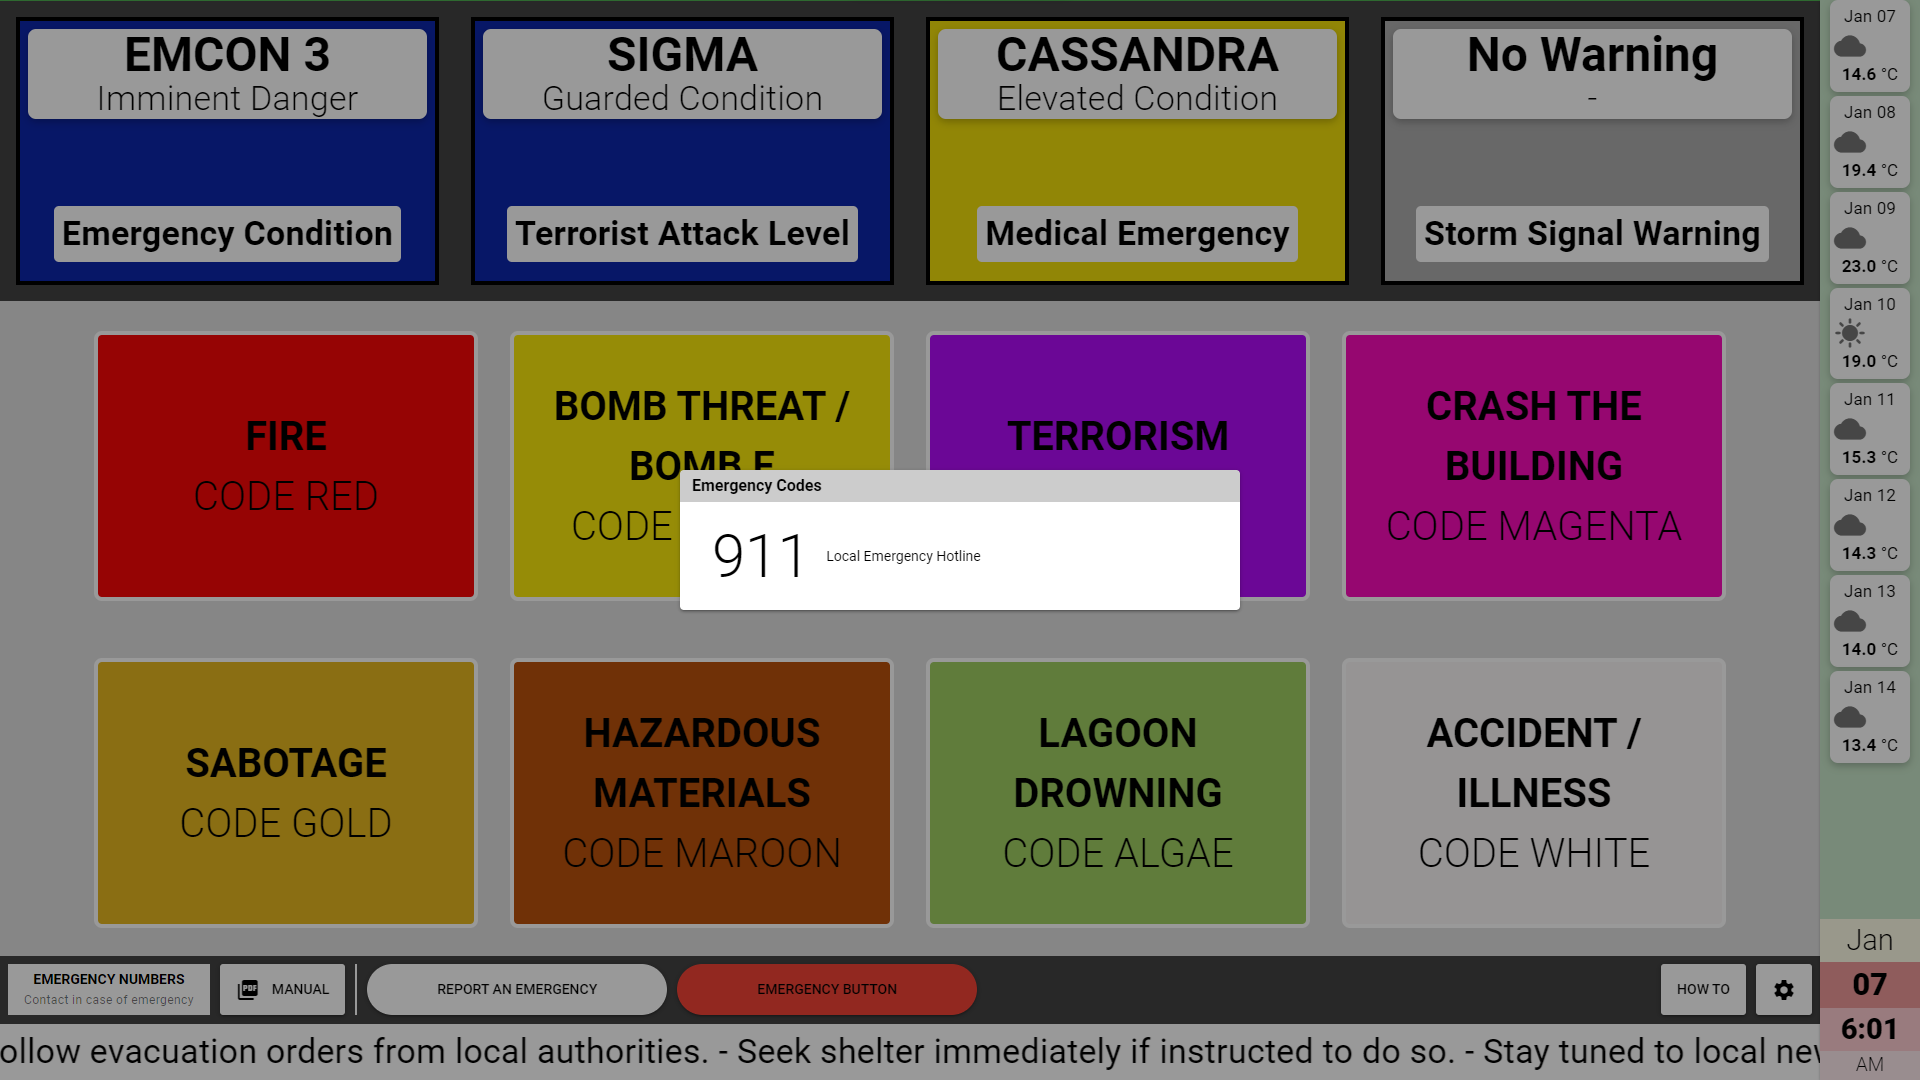 EMCON 3
Imminent Danger
Emergency Condition
SIGMA
Guarded Condition
Terrorist Attack Level
CASSANDRA
Elevated Condition
Medical Emergency
No Warning
-
Storm Signal Warning
FIRE
CODE RED
BOMB THREAT /
BOMB
CODE
TERRORISM
CRASH THE
BUILDING
CODE MAGENTA
Emergency Codes
911 Local Emergency Hotline
SABOTAGE
CODE GOLD
HAZARDOUS
MATERIALS
CODE MAROON
LAGOON
DROWNING
CODE ALGAE
ACCIDENT /
ILLNESS
CODE WHITE
EMERGENCY NUMBERS
Contact in case of emergency
PDF
MANUAL
REPORT AN EMERGENCY
EMERGENCY BUTTON
HOW TO
ollow evacuation orders from local authorities. - Seek shelter immediately if instructed to do so. - Stay tuned to local nev
Jan 07
14.6 °C
Jan 08
19.4 °C
Jan 09
23.0 °C
Jan 10
19.0 °C
Jan 11
15.3 °C
Jan 12
14.3 °C
Jan 13
14.0 °C
Jan 14
13.4 °C
Jan
07
6:01
AM